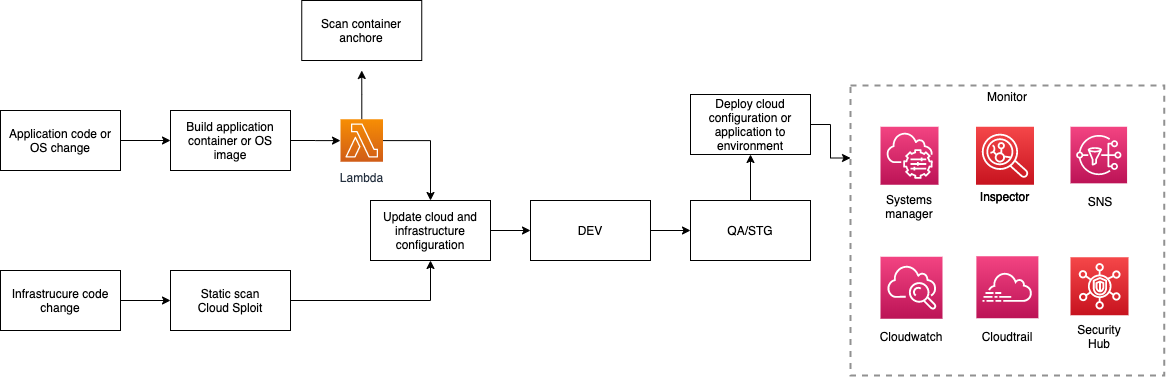 Scan container
anchore
Application code or
OS change
Build application
container or OS
image
Lambda
Update cloud and
infrastructure
configuration
Infrastrucure code
change
Static scan
Cloud Sploit
DEV
QA/STG
Deploy cloud
configuration or
application to
environment
Monitor
Systems
manager
Inspector
SNS
Cloudwatch
Cloudtrail
Security
Hub